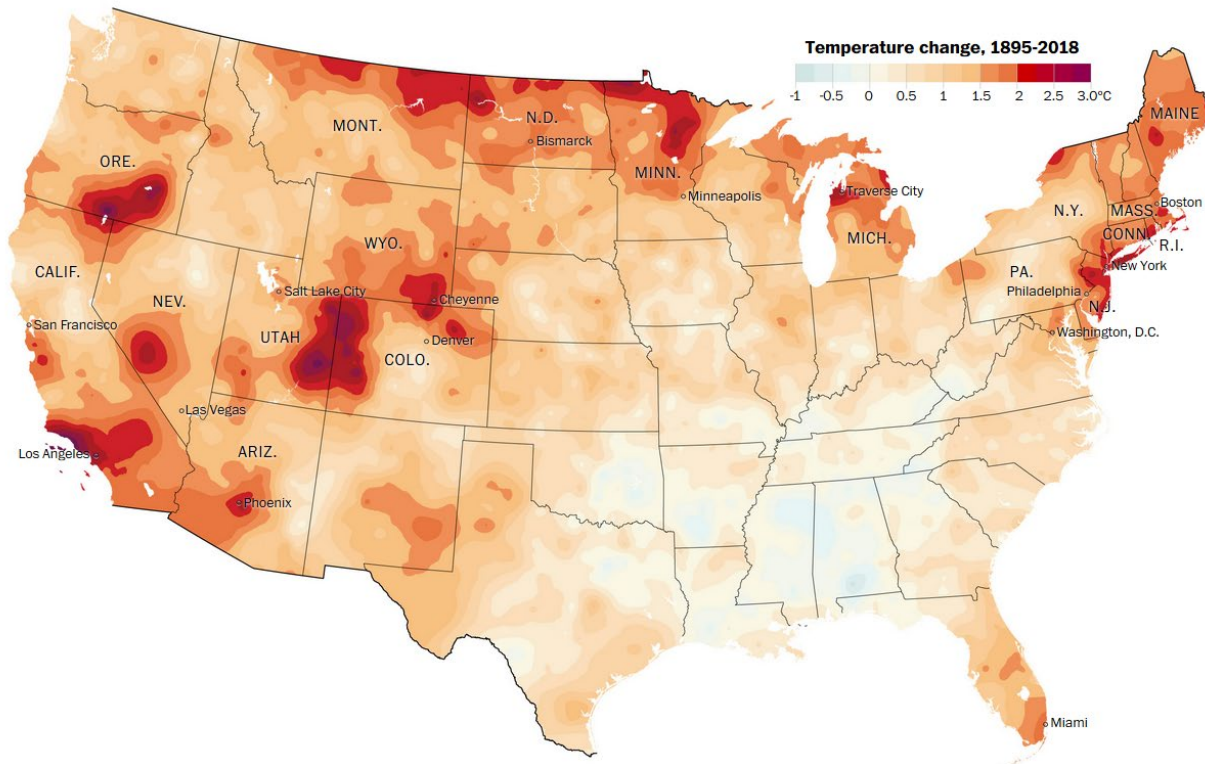 Temperature change, 1895-2018
-1 -0.5 0 0.5 1 1.5 2 2.5 3.0°C
MAINE
N.D.
MONT.
Bismarck
ORE.
MINN.
Minneapolis
Traverse City
N.Y.
MASS.
Boston
CONN.
R.I.
WYO.
MICH.
CALIF.
PA.
New York
NEV.
Salt Lake City
Cheyenne
Philadelphia
N.J.
San Francisco
UTAH
Denver
COLO.
Washington, D.C.
Las Vegas
Los Angeles
ARIZ.
Phoenix
Miami